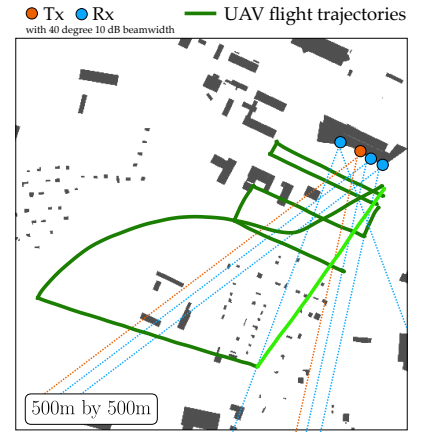 Tx Rx UAV flight trajectories
with 40 degree 10 dB beamwidth
500m by 500m